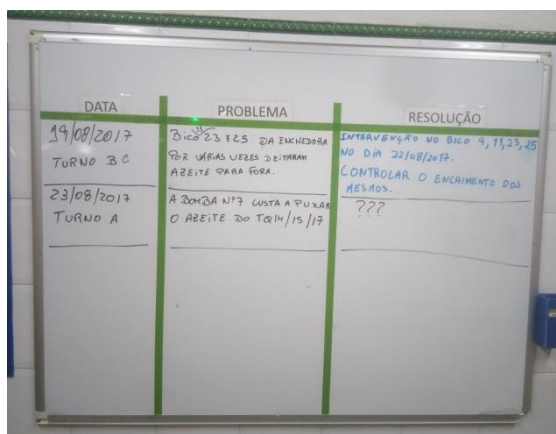 DATA
PROBLEMA
RESOLUÇÃO
19/08/2017
TURNO BC
BICO 23 E 25 DA ENCHEDORA
POR VÁRIAS VEZES DEITARAM
AZEITE PARA FORA.
INTERVENÇÃO NO BICO 9, 11, 23, 25
NO DIA 22/08/2017.
CONTROLAR O ENCHIMENTO DOS
MESMOS.
23/08/2017
TURNO A
A BOMBA Nº7 CUSTA A PUXAR
O AZEITE DO TQ14/15/17
???